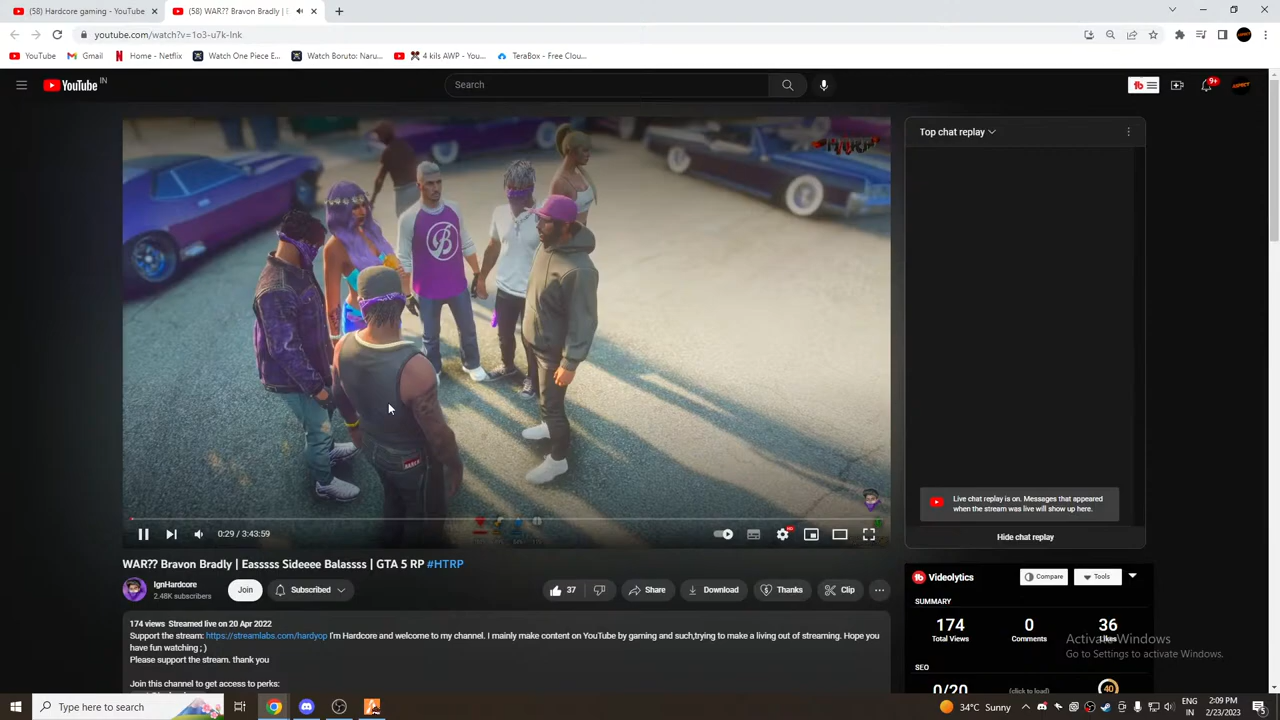 (58) Hardcore gaming - YouTube
(58) WAR?? Bravon Bradly |
youtube.com/watch?v=1o3-u7k-lnk
YouTube
Gmail
Home - Netflix
Watch One Piece E...
Watch Boruto: Naru...
4 kils AWP - You...
TeraBox - Free Clou...
YouTube IN
Search
9+
Top chat replay
B
Live chat replay is on. Messages that appeared
when the stream was live will show up here.
Hide chat replay
0:29 / 3:43:59
HD
WAR?? Bravon Bradly | Easssss Sideeee Balassss | GTA 5 RP #HTRP
IgnHardcore
2.48K subscribers
Join
Subscribed
37
Share
Download
Thanks
Clip
174 views Streamed live on 20 Apr 2022
Support the stream: https://streamlabs.com/hardyop I'm Hardcore and welcome to my channel. I mainly make content on YouTube by gaming and such,trying to make a living out of streaming. Hope you
have fun watching ; )
Please support the stream. thank you
Join this channel to get access to perks:
Videolytics
Compare
Tools
SUMMARY
174
Total Views
0
Comments
36
Likes
SEO
0/20
(click to load)
40
Activate Windows
Go to Settings to activate Windows.
Type here to search
34°C Sunny
ENG
IN
2:09 PM
2/23/2023
5